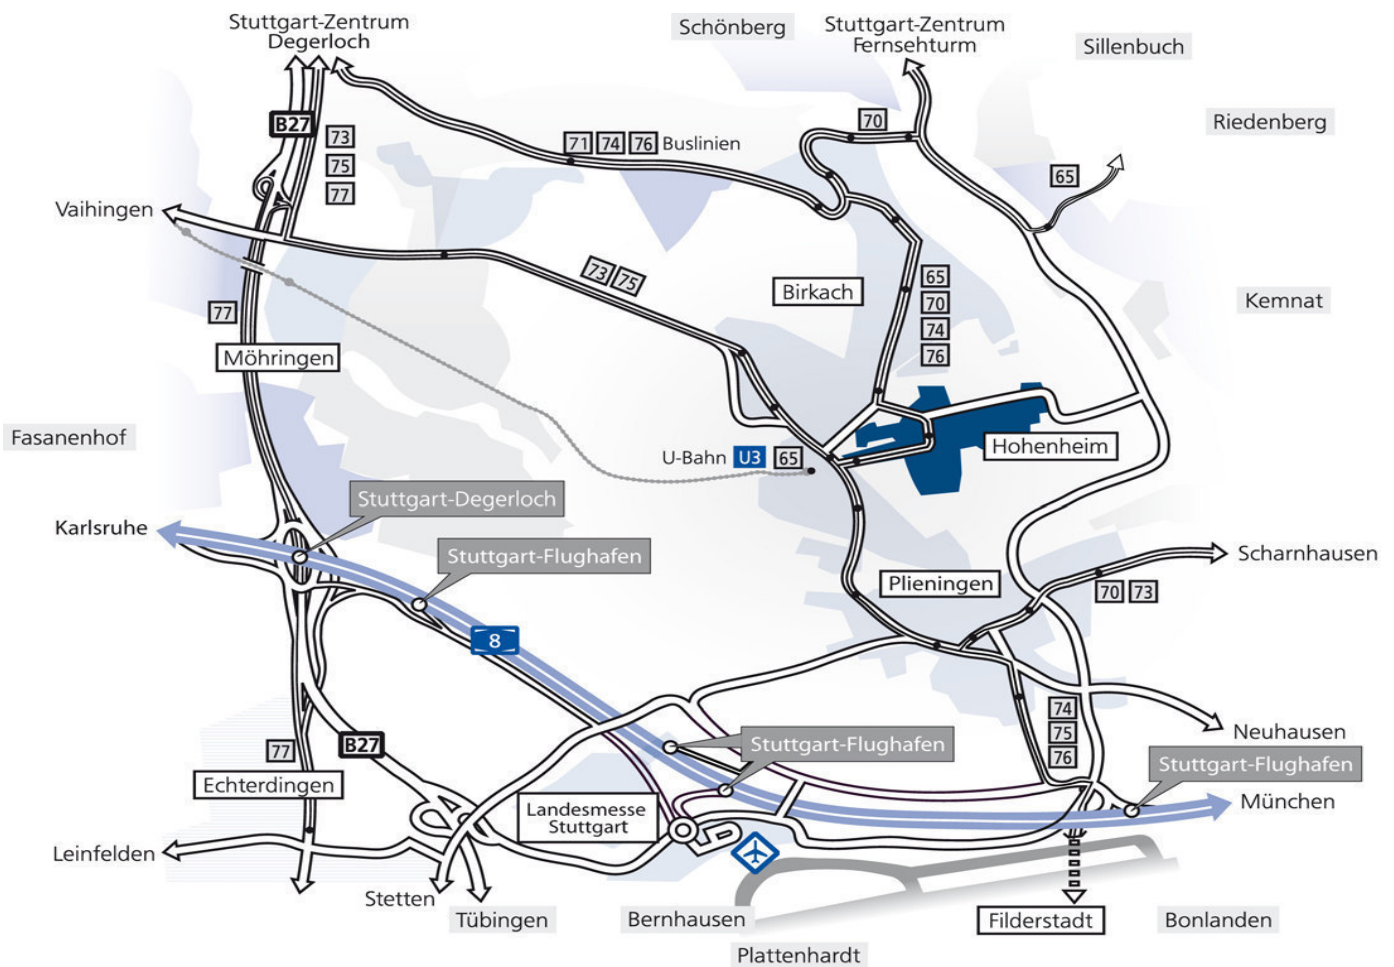 Stuttgart-Zentrum
Degerloch
Schönberg
Stuttgart-Zentrum
Fernsehturm
Sillenbuch
B27
73
75
77
71 74 76 Buslinien
70
Riedenberg
65
Vaihingen
73 75
Birkach
65
70
74
76
Kemnat
77
Möhringen
Fasanenhof
U-Bahn U3 65
Hohenheim
Stuttgart-Degerloch
Karlsruhe
Stuttgart-Flughafen
Scharnhausen
Plieningen
70 73
8
74
75
76
Neuhausen
77
B27
Stuttgart-Flughafen
Stuttgart-Flughafen
Echterdingen
Landesmesse
Stuttgart
München
Leinfelden
Stetten
Tübingen
Bernhausen
Filderstadt
Bonlanden
Plattenhardt